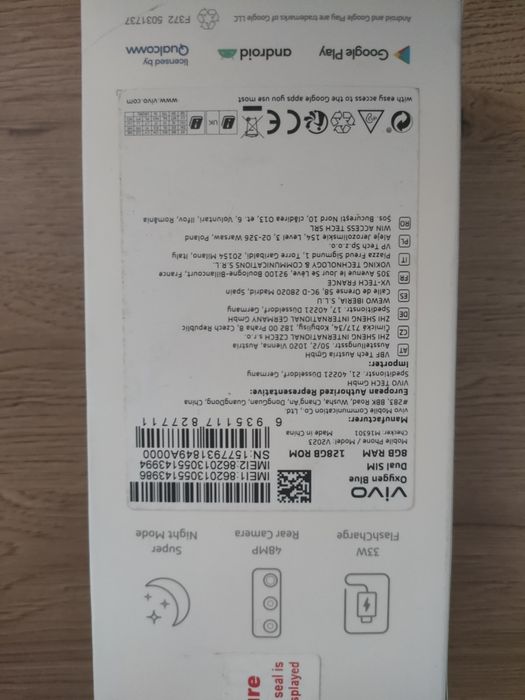 33W
FlashCharge
48MP
Rear Camera
Super
Night Mode
vivo
Oxygen Blue
Dual SIM
8GB RAM 128GB ROM
Mobile Phone / Model: V2023
Checker: M16301 Made in China
IMEI1:862013055143986
IMEI2:862013055143994
SN:
6 935117 827711
Manufacturer:
vivo Mobile Communication Co., Ltd.
#283, BBK Road, Wusha, Chang'An, DongGuan, GuangDong, China
European Authorized Representative:
VIVO TECH GmbH
Speditionstr. 21, 40221 Dusseldorf, Germany
Importer:
AT VBF Tech Austria GmbH
Ausstellungsstr. 50/2, 1020 Vienna, Austria
CZ ZHI SHENG INTERNATIONAL CZECH s.r.o.
Čimická 717/34, Kobylisy, 182 00 Praha 8, Czech Republic
DE ZHI SHENG INTERNATIONAL GERMANY GmbH
Speditionstr. 17, 40221 Dusseldorf, Germany
ES WEWO IBERIA, S.L.U
Calle de Orense 58, 9C-D 28020 Madrid, Spain
FR VX-TECH FRANCE
305 Avenue le Jour Se Lève, 92100 Boulogne-Billancourt, France
IT VOKING TECHNOLOGY & COMMUNICATIONS S.R.L.
Piazza Freud Sigmund 1, Torre Garibaldi, 20154 Milano, Italy
PL VP Tech Sp.z o.o.
Aleje Jerozolimskie 154, Level 3, 02-326 Warsaw, Poland
RO WIN ACCESS TECH SRL
Șos. București Nord 10, clădirea O13, et. 6, Voluntari, Ilfov, România
CE
UK
with easy access to the Google apps you use most
www.vivo.com
Google Play
android
licensed by
Qualcomm
Android and Google Play are trademarks of Google LLC
F372 5031737
re
seal is
splayed